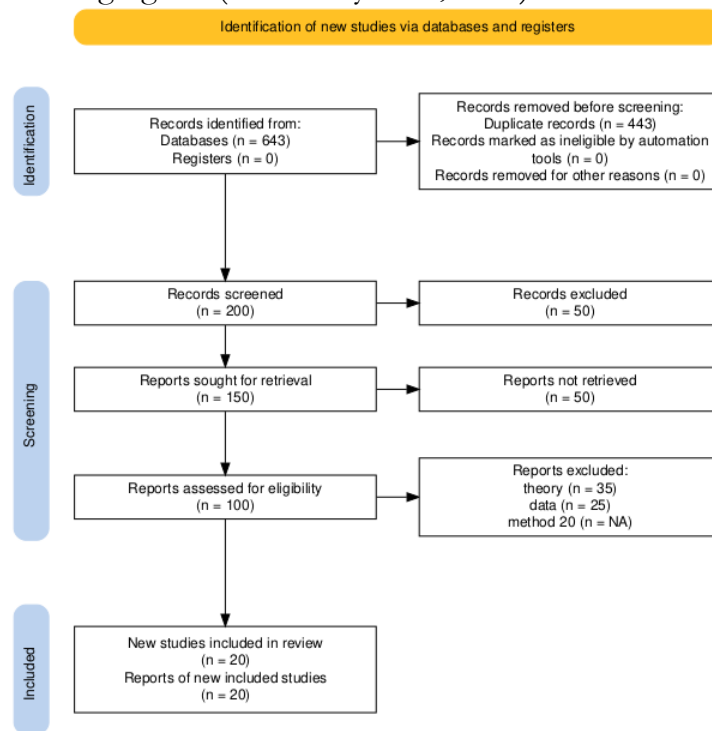 Identification of new studies via databases and registers
Identification
Records identified from:
Databases (n = 643)
Registers (n = 0)
Records removed before screening:
Duplicate records (n = 443)
Records marked as ineligible by automation
tools (n = 0)
Records removed for other reasons (n = 0)
Screening
Records screened
(n = 200)
Records excluded
(n = 50)
Reports sought for retrieval
(n = 150)
Reports not retrieved
(n = 50)
Reports assessed for eligibility
(n = 100)
Reports excluded:
theory (n = 35)
data (n = 25)
method 20 (n = NA)
Included
New studies included in review
(n = 20)
Reports of new included studies
(n = 20)